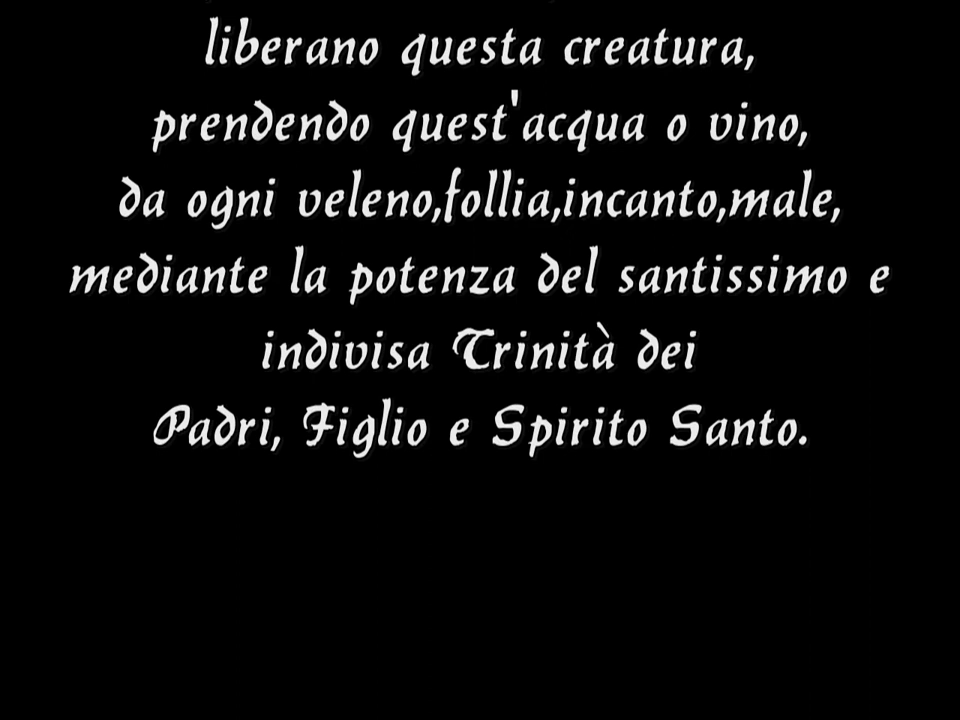 liberano questa creatura,
prendendo quest'acqua o vino,
da ogni veleno,follia,incanto,male,
mediante la potenza del santissimo e
indivisa Trinità dei
Padri, Figlio e Spirito Santo.